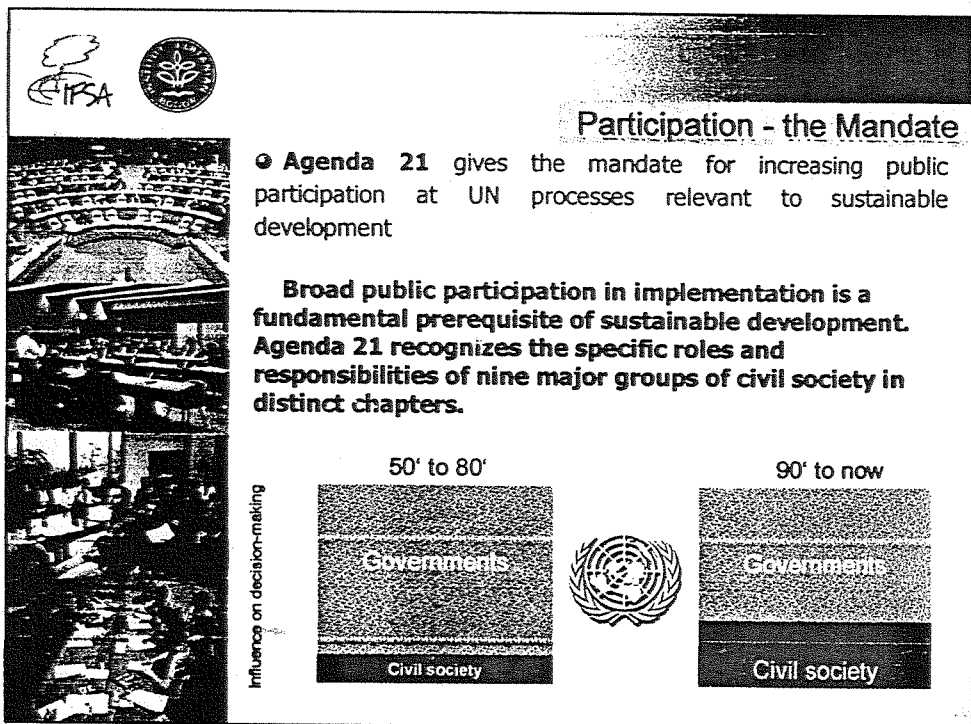 IFSA
Participation - the Mandate
Agenda 21 gives the mandate for increasing public
participation at UN processes relevant to sustainable
development
Broad public participation in implementation is a
fundamental prerequisite of sustainable development.
Agenda 21 recognizes the specific roles and
responsibilities of nine major groups of civil society in
distinct chapters.
Influence on decision-making
50' to 80'
Governments
Civil society
90' to now
Governments
Civil society